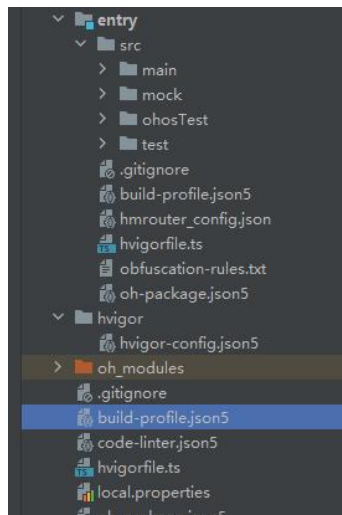 entry
src
main
mock
ohosTest
test
.gitignore
build-profile.json5
hmrouter_config.json
hvigorfile.ts
obfuscation-rules.txt
oh-package.json5
hvigor
hvigor-config.json5
oh_modules
.gitignore
build-profile.json5
code-linter.json5
hvigorfile.ts
local.properties